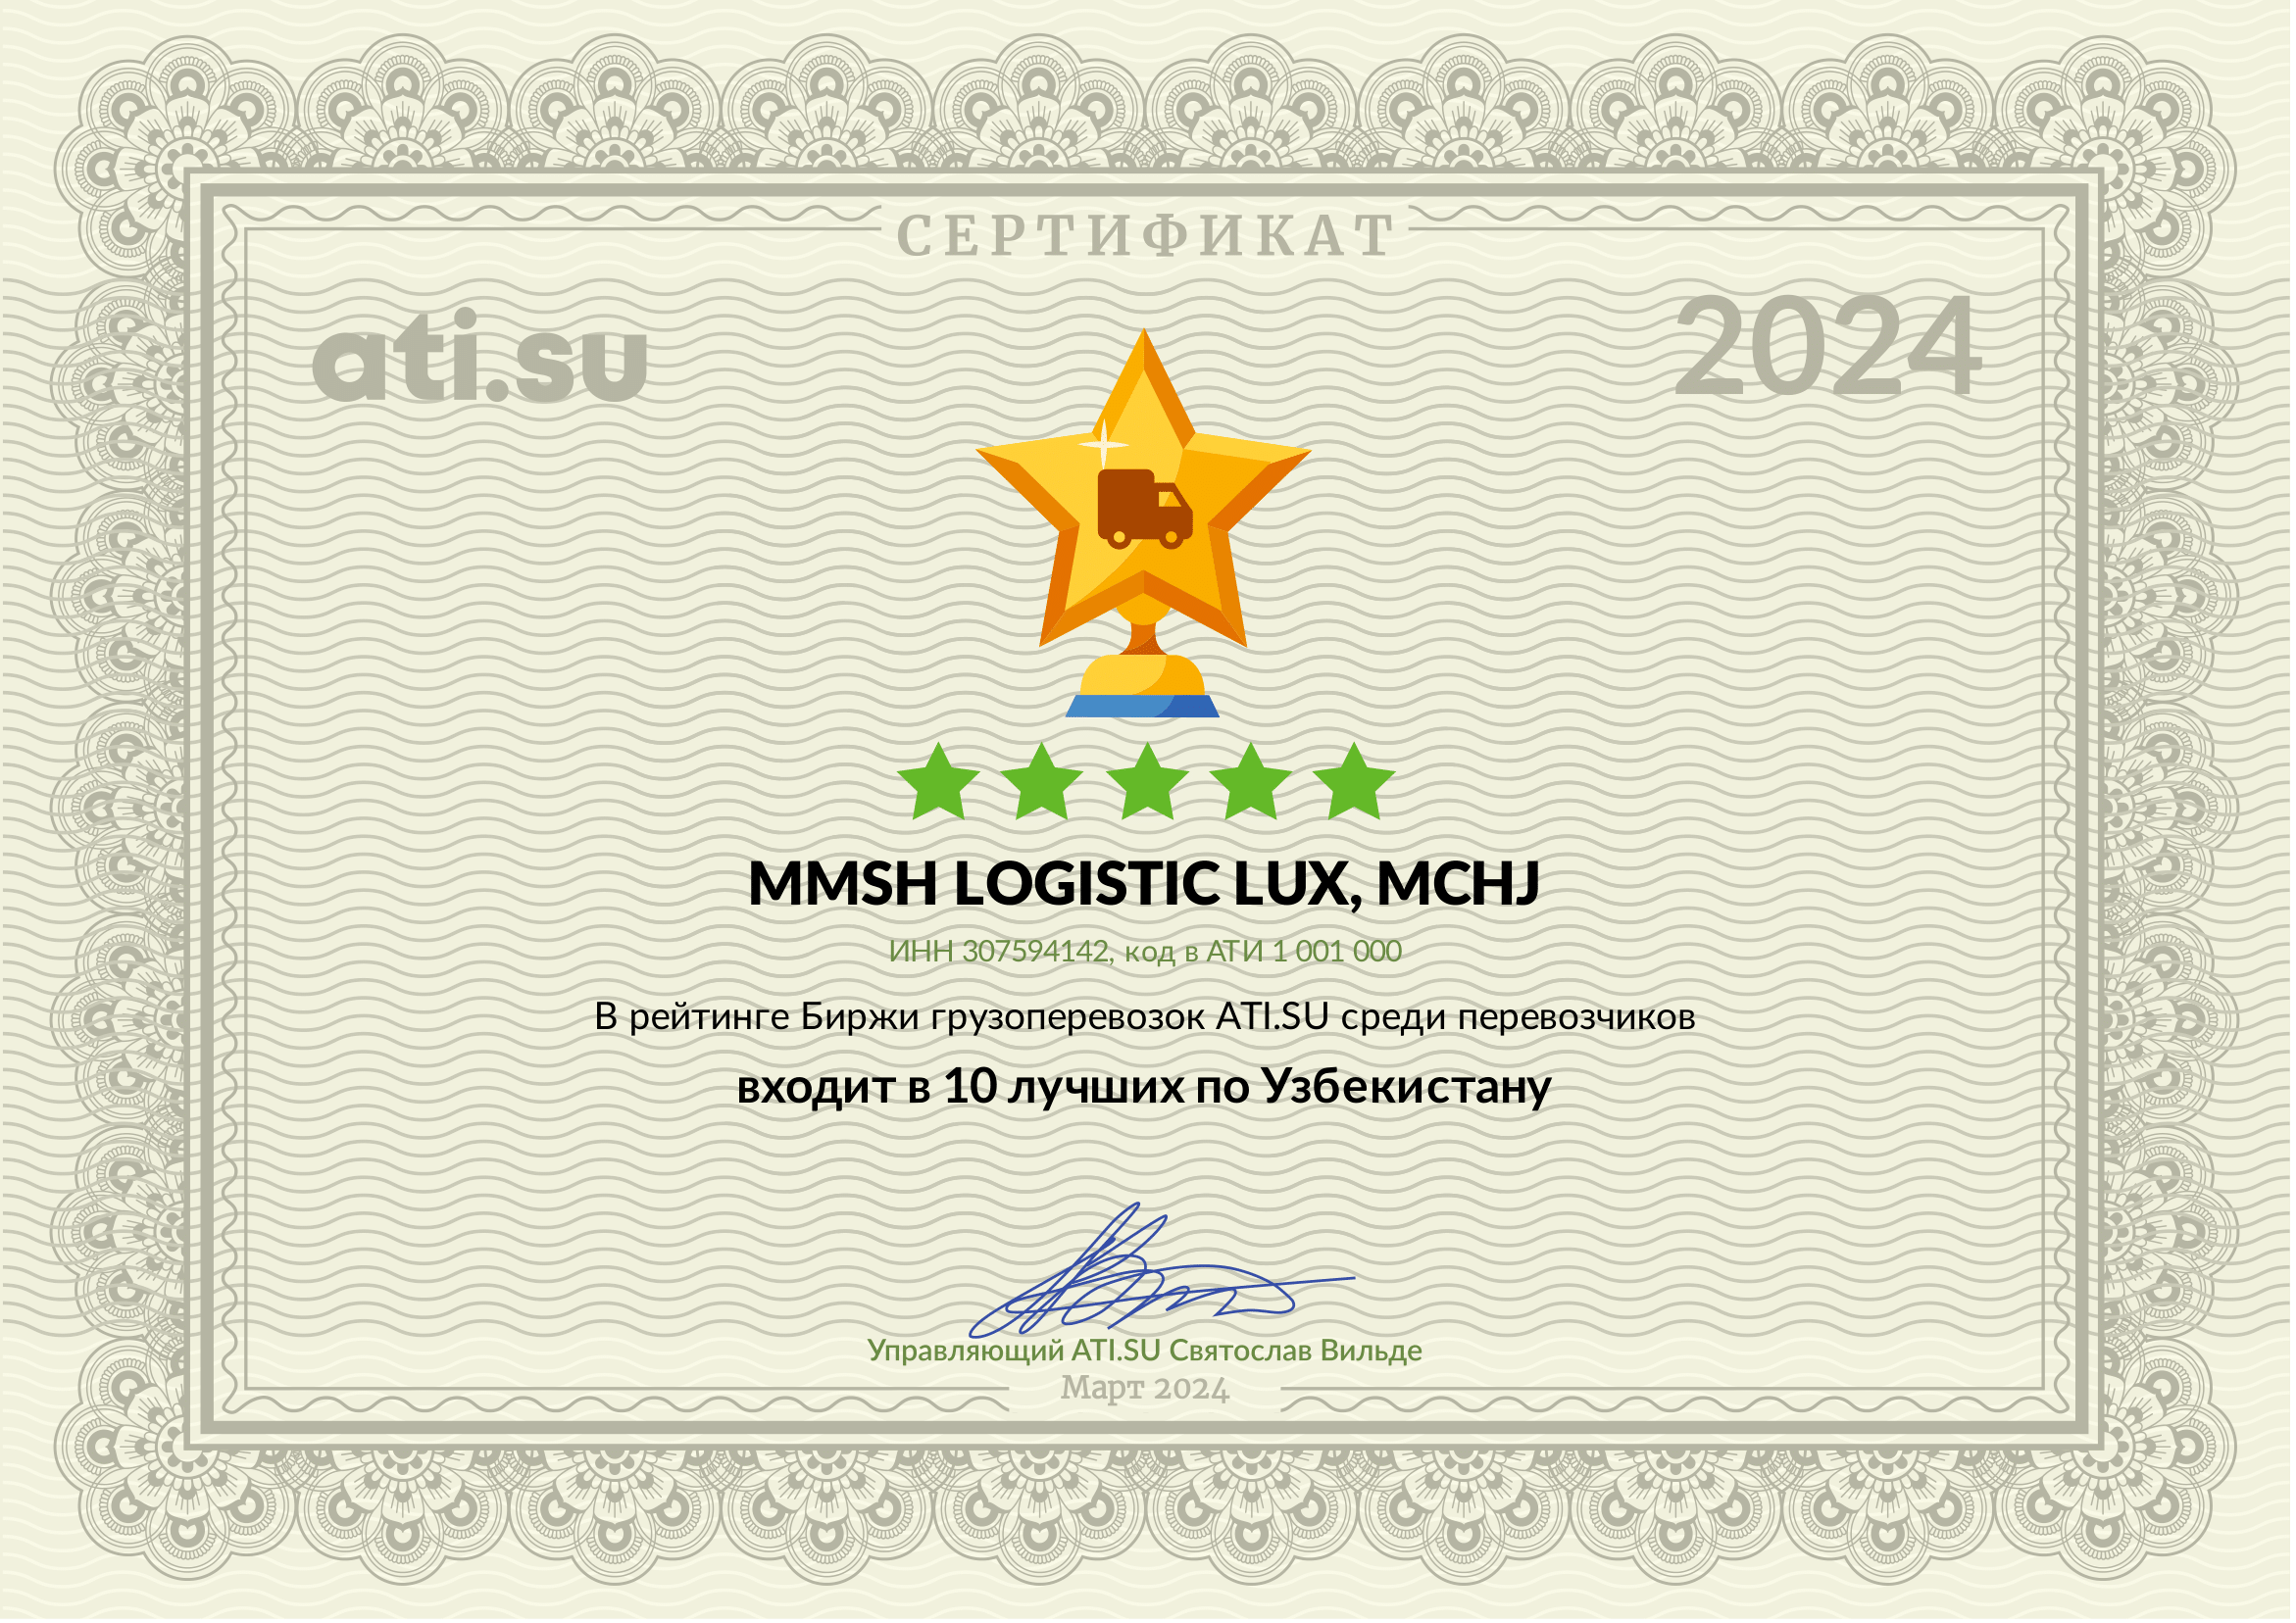 СЕРТИФИКАТ
ati.su
2024
MMSH LOGISTIC LUX, MCHJ
ИНН 307594142, код в АТИ 1 001 000
В рейтинге Биржи грузоперевозок ATI.SU среди перевозчиков
входит в 10 лучших по Узбекистану
Управляющий ATI.SU Святослав Вильде
Март 2024